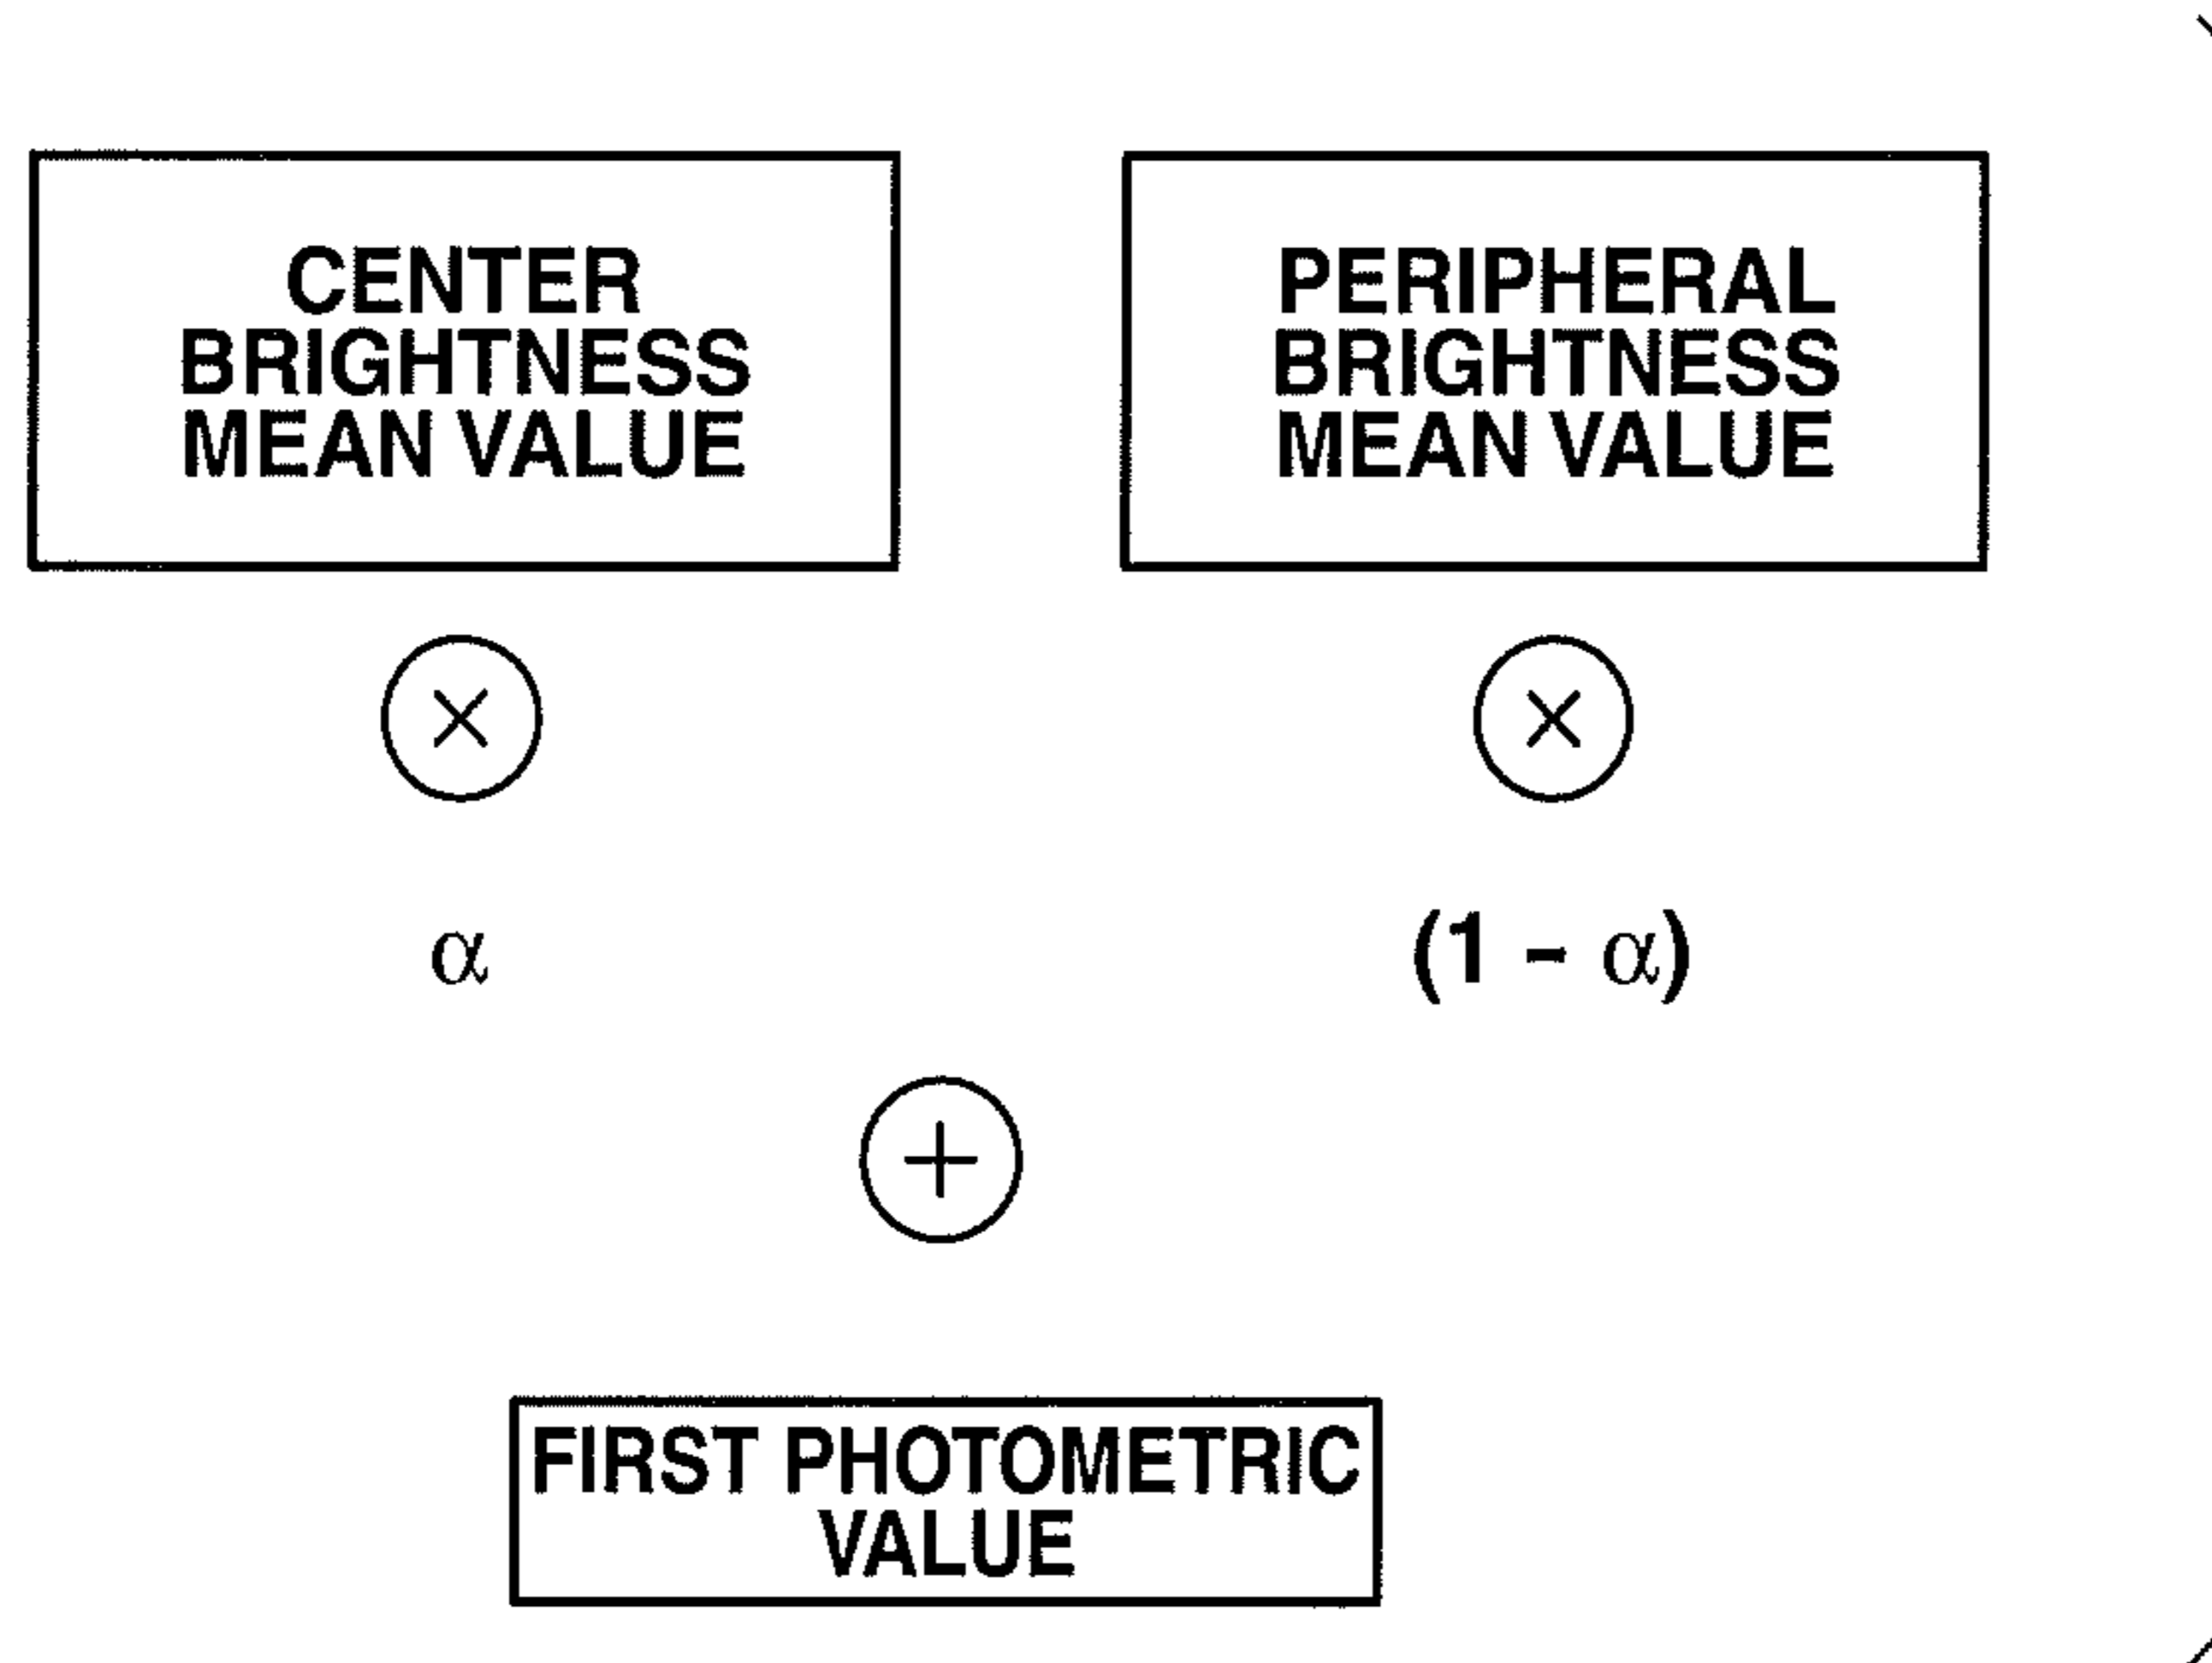 CENTER
BRIGHTNESS
MEAN VALUE
PERIPHERAL
BRIGHTNESS
MEAN VALUE
×
×
α
(1 - α)
+
FIRST PHOTOMETRIC
VALUE